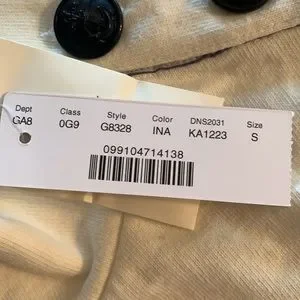 Dept Class Style Color DNS2031 Size
GA8 0G9 G8328 INA KA1223 S
099104714138